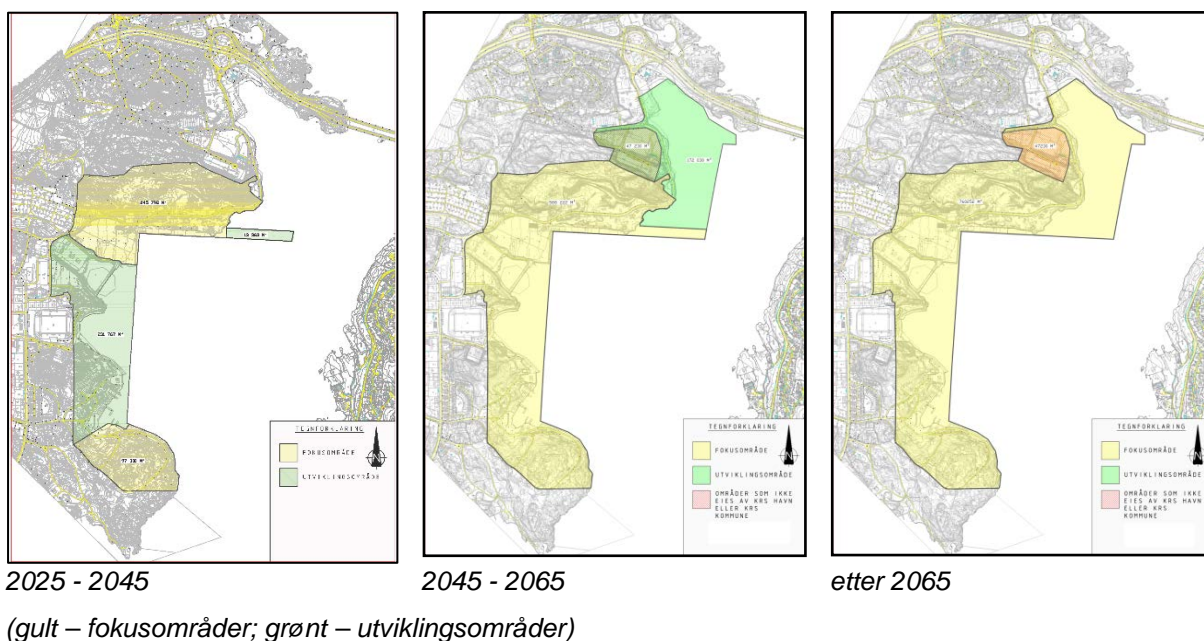 TEGNFORKLARING
FOKUSOMRÅDE
UTVIKLINGSOMRÅDE
N
TEGNFORKLARING
FOKUSOMRÅDE
UTVIKLINGSOMRÅDE
OMRÅDER SOM IKKE
EIES AV KRS HAVN
ELLER KRS
KOMMUNE
N
TEGNFORKLARING
FOKUSOMRÅDE
UTVIKLINGSOMRÅDE
OMRÅDER SOM IKKE
EIES AV KRS HAVN
ELLER KRS
KOMMUNE
N
2025 - 2045
2045 - 2065
etter 2065
(gult – fokusområder; grønt – utviklingsområder)